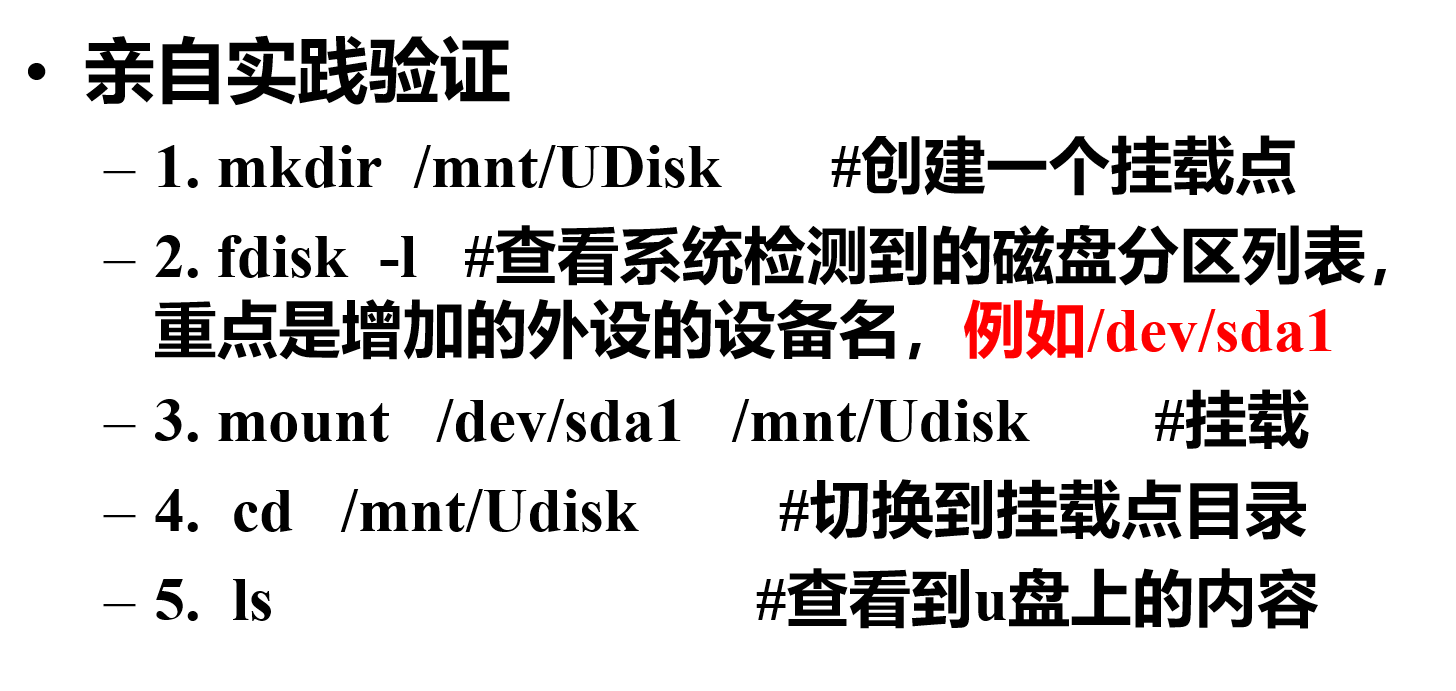 • 亲自实践验证
– 1. mkdir /mnt/UDisk #创建一个挂载点
– 2. fdisk -l #查看系统检测到的磁盘分区列表，
重点是增加的外设的设备名，例如/dev/sda1
– 3. mount /dev/sda1 /mnt/Udisk #挂载
– 4. cd /mnt/Udisk #切换到挂载点目录
– 5. ls #查看到u盘上的内容